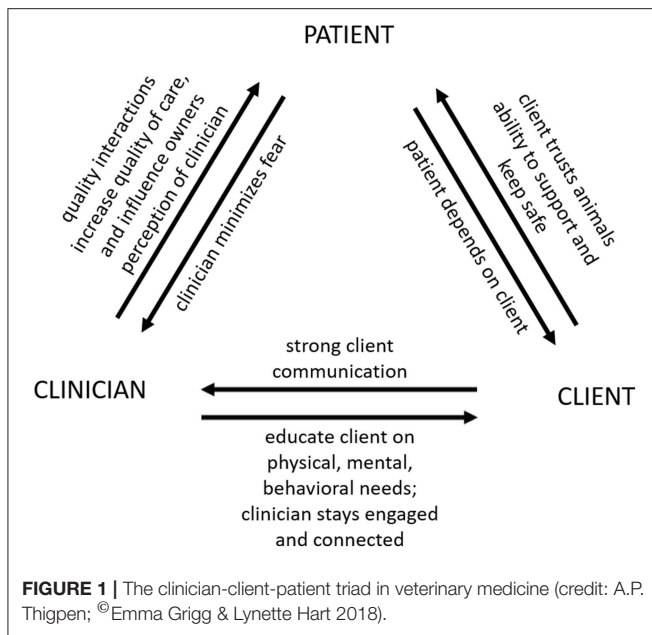 PATIENT
quality interactions
increase quality of care,
and influence owners
perception of clinician
clinician minimizes fear
client trusts animals
ability to support and
keep safe
patient depends on client
strong client
communication
CLINICIAN
CLIENT
educate client on
physical, mental,
behavioral needs;
clinician stays engaged
and connected
FIGURE 1 | The clinician-client-patient triad in veterinary medicine (credit: A.P.
Thigpen; ©Emma Grigg & Lynette Hart 2018).